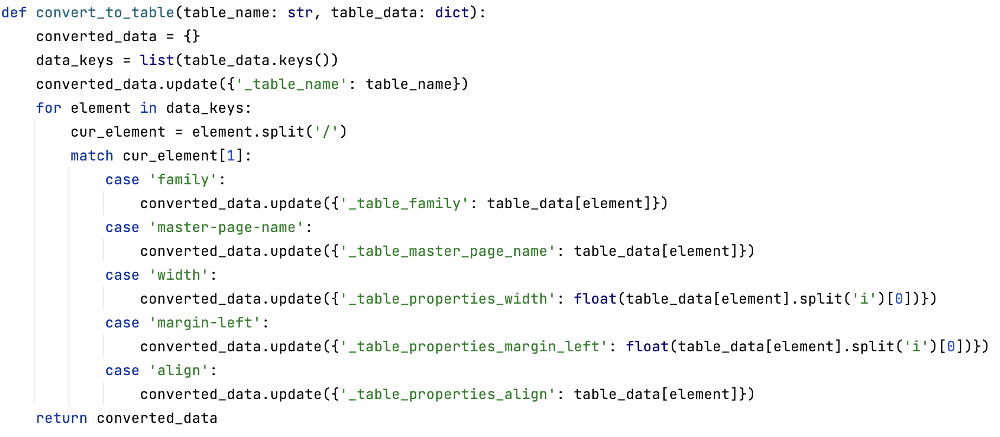 def convert_to_table(table_name: str, table_data: dict):
    converted_data = {}
    data_keys = list(table_data.keys())
    converted_data.update({'_table_name': table_name})
    for element in data_keys:
        cur_element = element.split('/')
        match cur_element[1]:
            case 'family':
                converted_data.update({'_table_family': table_data[element]})
            case 'master-page-name':
                converted_data.update({'_table_master_page_name': table_data[element]})
            case 'width':
                converted_data.update({'_table_properties_width': float(table_data[element].split('i')[0])})
            case 'margin-left':
                converted_data.update({'_table_properties_margin_left': float(table_data[element].split('i')[0])})
            case 'align':
                converted_data.update({'_table_properties_align': table_data[element]})
    return converted_data